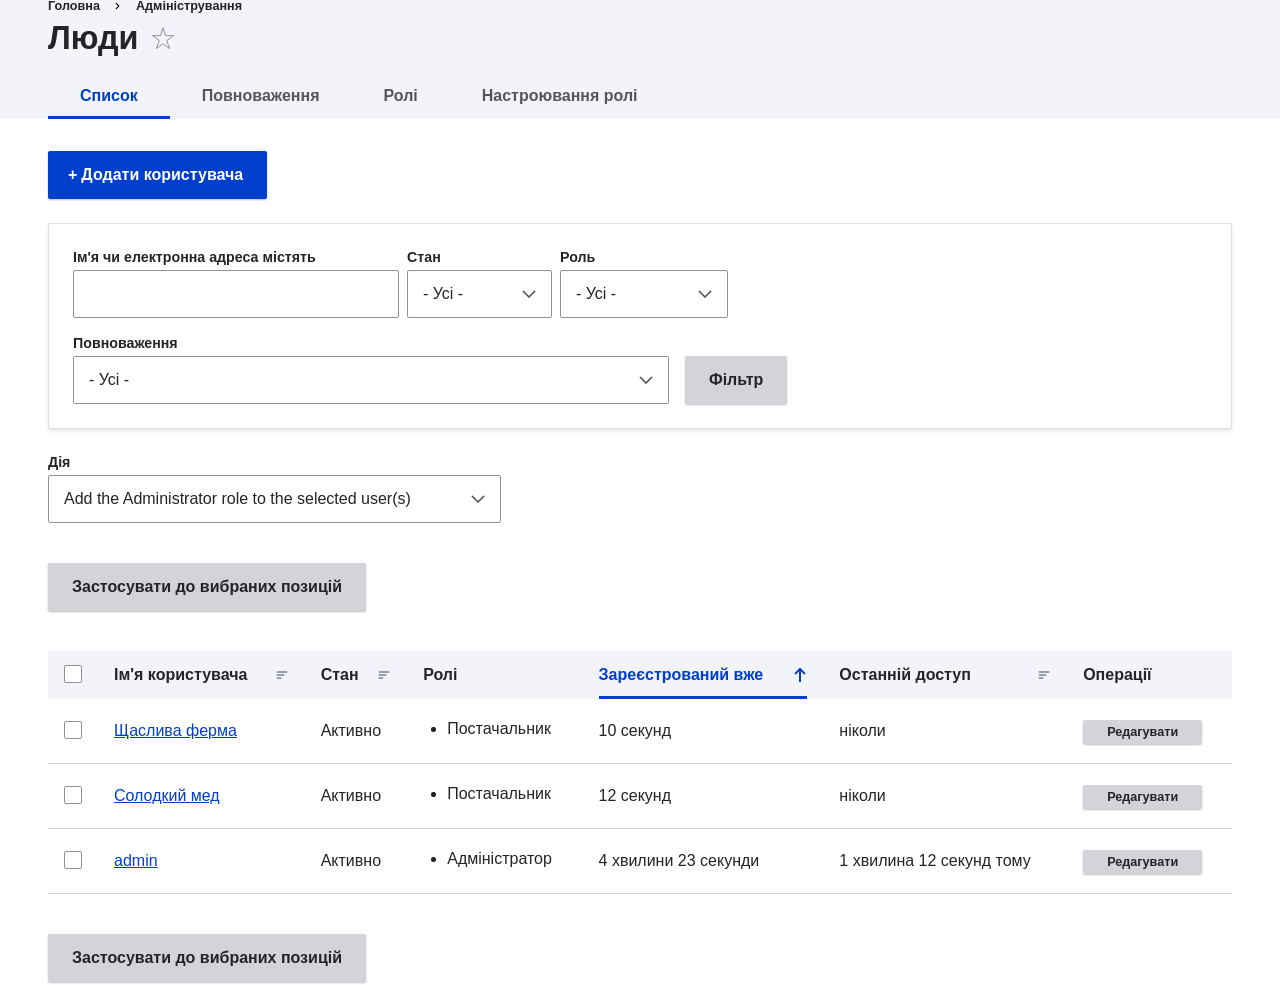 Головна › Адміністрування
Люди
Список Повноваження Ролі Настроювання ролі
+ Додати користувача
Ім'я чи електронна адреса містять Стан Роль
- Усі - - Усі -
Повноваження
- Усі - Фільтр
Дія
Add the Administrator role to the selected user(s)
Застосувати до вибраних позицій
Ім'я користувача Стан Ролі Зареєстрований вже Останній доступ Операції
Щаслива ферма Активно • Постачальник 10 секунд ніколи Редагувати
Солодкий мед Активно • Постачальник 12 секунд ніколи Редагувати
admin Активно • Адміністратор 4 хвилини 23 секунди 1 хвилина 12 секунд тому Редагувати
Застосувати до вибраних позицій